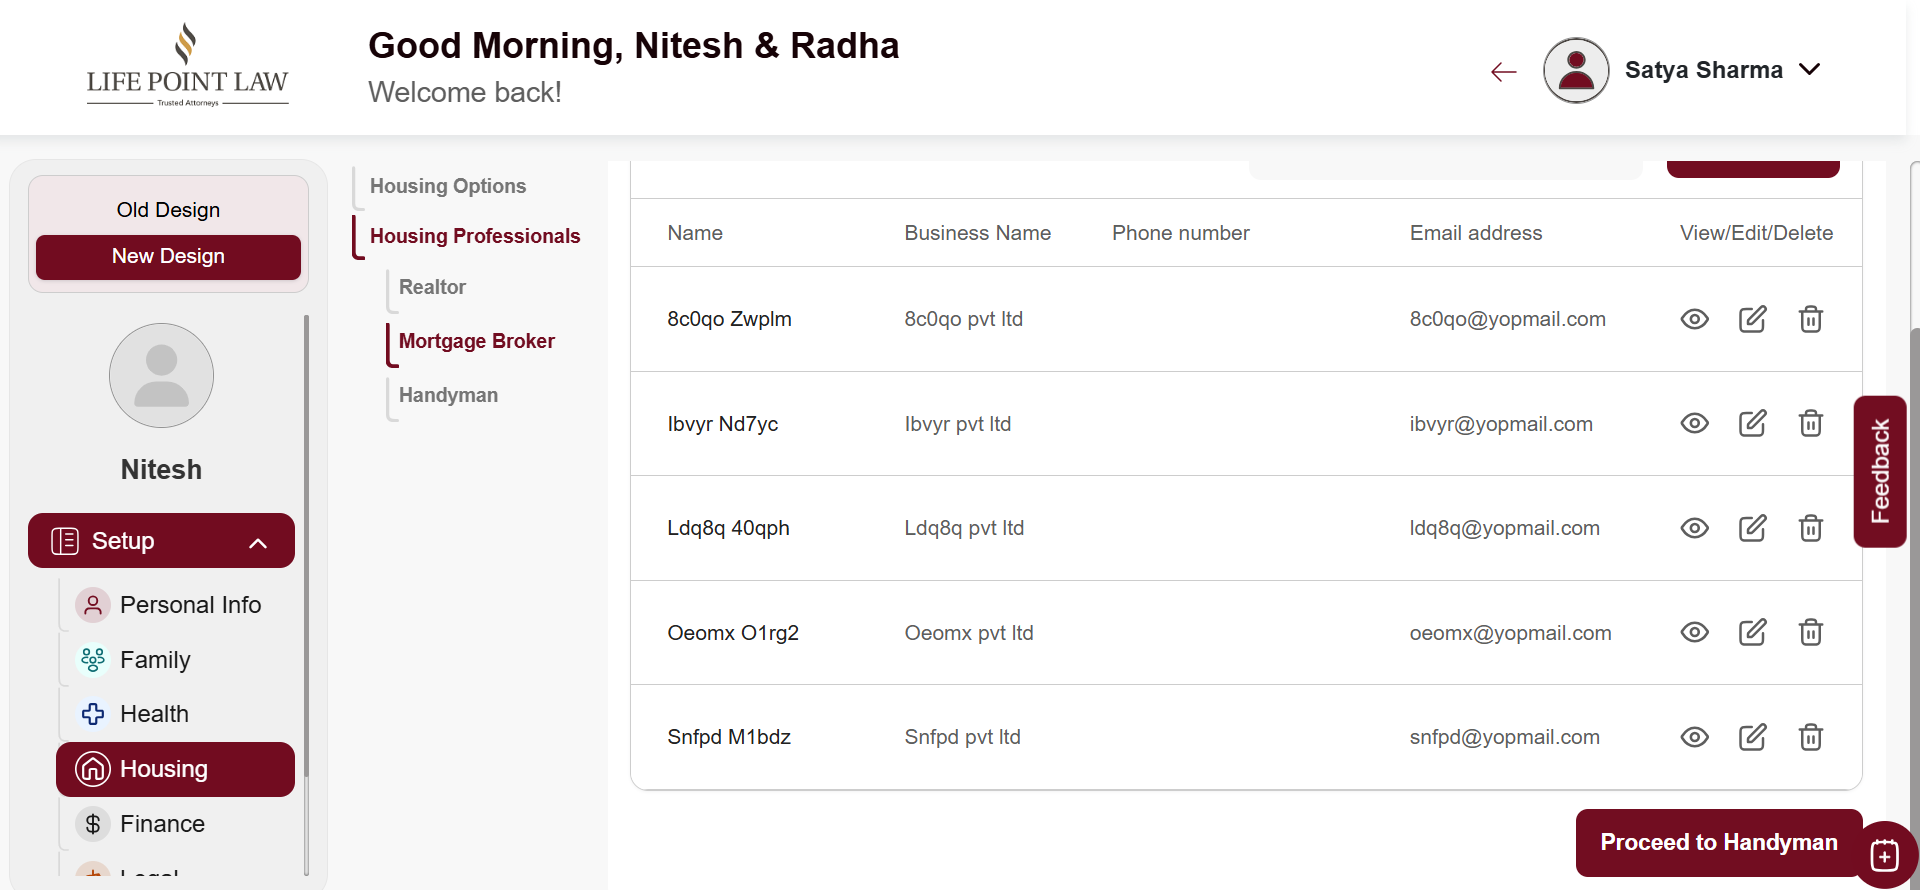 LIFE POINT LAW
Trusted Attorneys
Good Morning, Nitesh & Radha
Welcome back!
Satya Sharma
Old Design
New Design
Nitesh
Setup
Personal Info
Family
Health
Housing
Finance
Legal
Housing Options
Housing Professionals
Realtor
Mortgage Broker
Handyman
Name Business Name Phone number Email address View/Edit/Delete
8c0qo Zwplm 8c0qo pvt ltd 8c0qo@yopmail.com
Ibvyr Nd7yc Ibvyr pvt ltd ibvyr@yopmail.com
Ldq8q 40qph Ldq8q pvt ltd ldq8q@yopmail.com
Oeomx O1rg2 Oeomx pvt ltd oeomx@yopmail.com
Snfpd M1bdz Snfpd pvt ltd snfpd@yopmail.com
Feedback
Proceed to Handyman